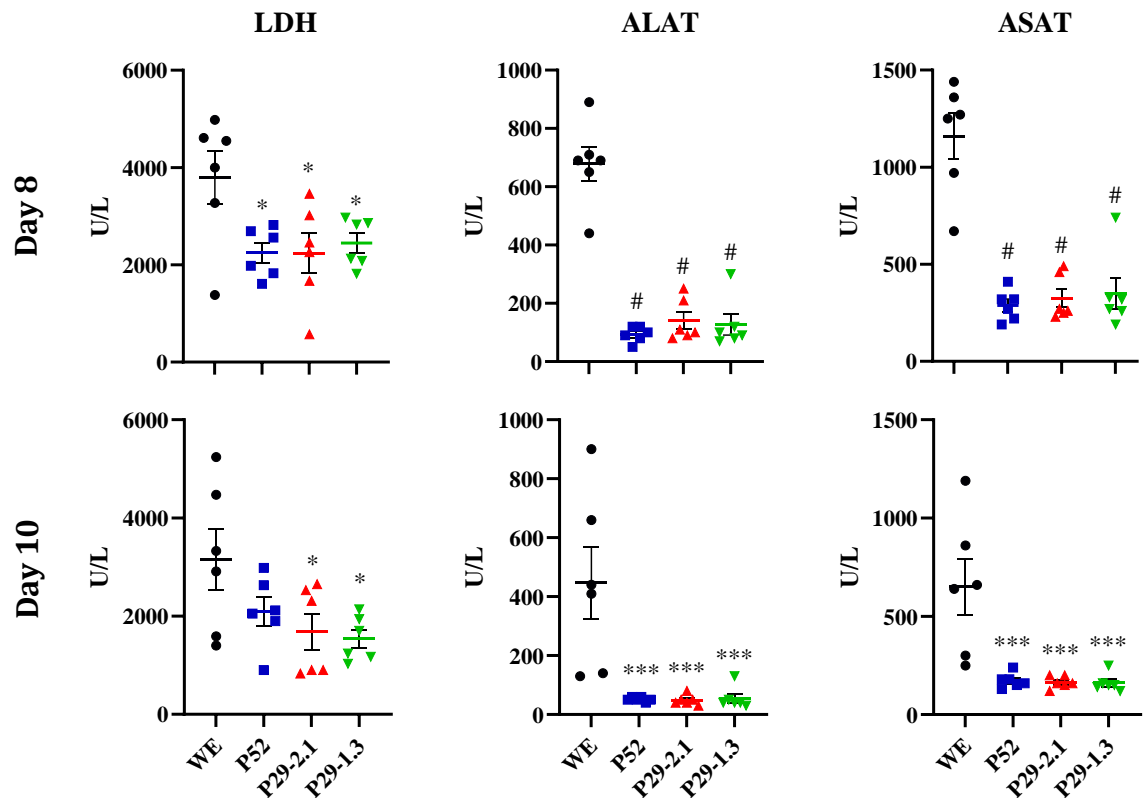 LDH
ALAT
ASAT
Day 8
U/L
6000
4000
2000
0
*
*
*
U/L
1000
800
600
400
200
0
#
#
#
U/L
1500
1000
500
0
#
#
#
Day 10
U/L
6000
4000
2000
0
*
*
WE
P52
P29-2.1
P29-1.3
U/L
1000
800
600
400
200
0
***
***
***
WE
P52
P29-2.1
P29-1.3
U/L
1500
1000
500
0
***
***
***
WE
P52
P29-2.1
P29-1.3